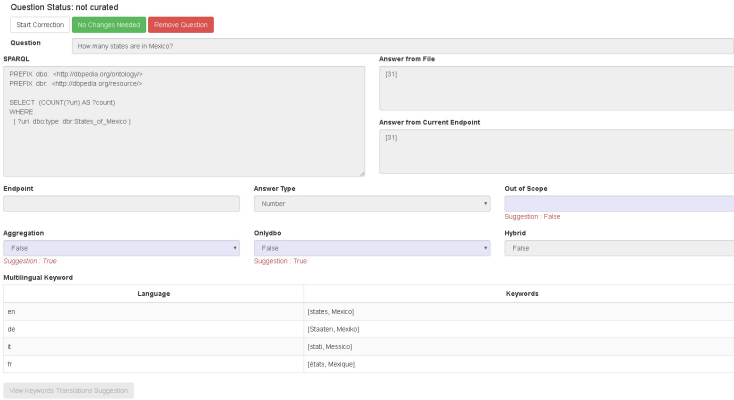 Question Status: not curated
Start Correction No Changes Needed Remove Question
Question How many states are in Mexico?
SPARQL Answer from File
PREFIX dbo: <http://dbpedia.org/ontology/> [31]
PREFIX dbr: <http://dbpedia.org/resource/>
SELECT (COUNT(?uri) AS ?count)
WHERE
{ ?uri dbo:type dbr:States_of_Mexico }
Answer from Current Endpoint
[31]
Endpoint Answer Type Out of Scope
Number
Suggestion : False
Aggregation Onlydbo Hybrid
False False False
Suggestion : True Suggestion : True
Multilingual Keyword
Language Keywords
en [states, Mexico]
de [Staaten, Mexiko]
it [stati, Messico]
fr [états, Mexique]
View Keywords Translations Suggestion